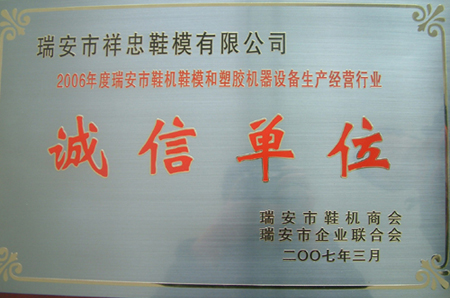 瑞安市祥忠鞋模有限公司
2006年度瑞安市鞋机鞋模和塑胶机器设备生产经营行业
诚信单位
瑞安市鞋机商会
瑞安市企业联合会
二〇〇七年三月